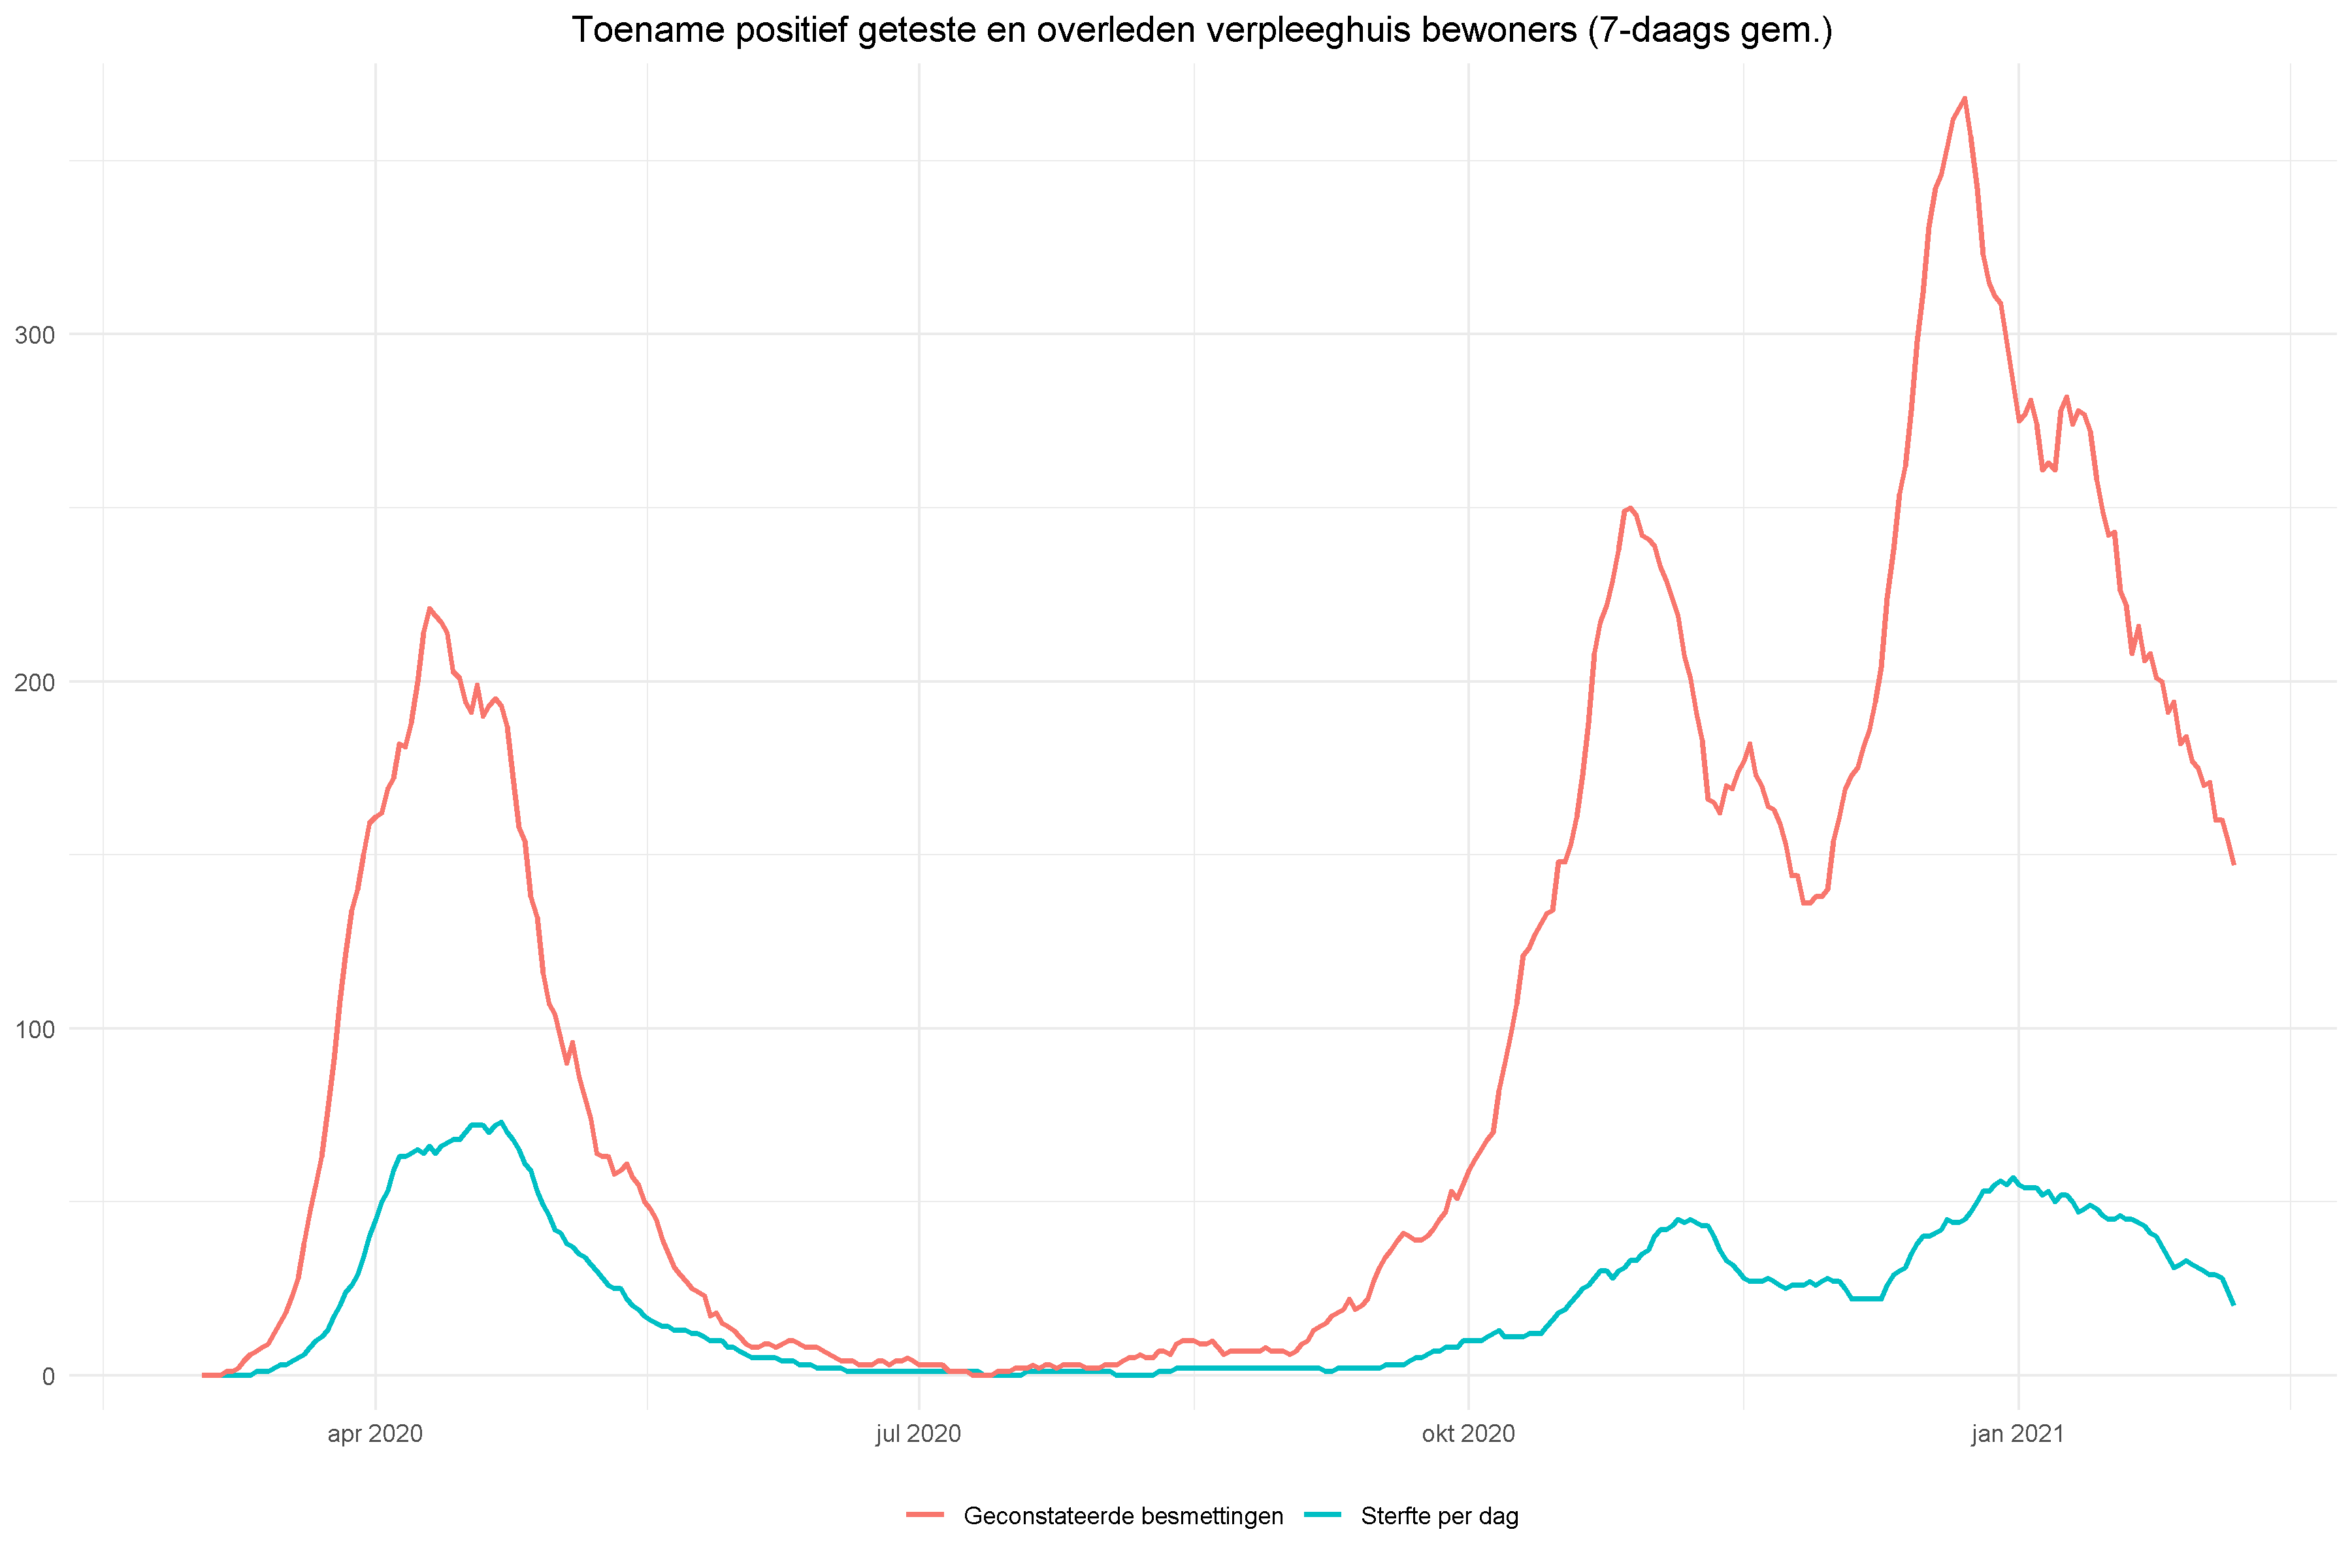 Toename positief geteste en overleden verpleeghuis bewoners (7-daags gem.)
300
200
100
0
apr 2020 jul 2020 okt 2020 jan 2021
Geconstateerde besmettingen Sterfte per dag